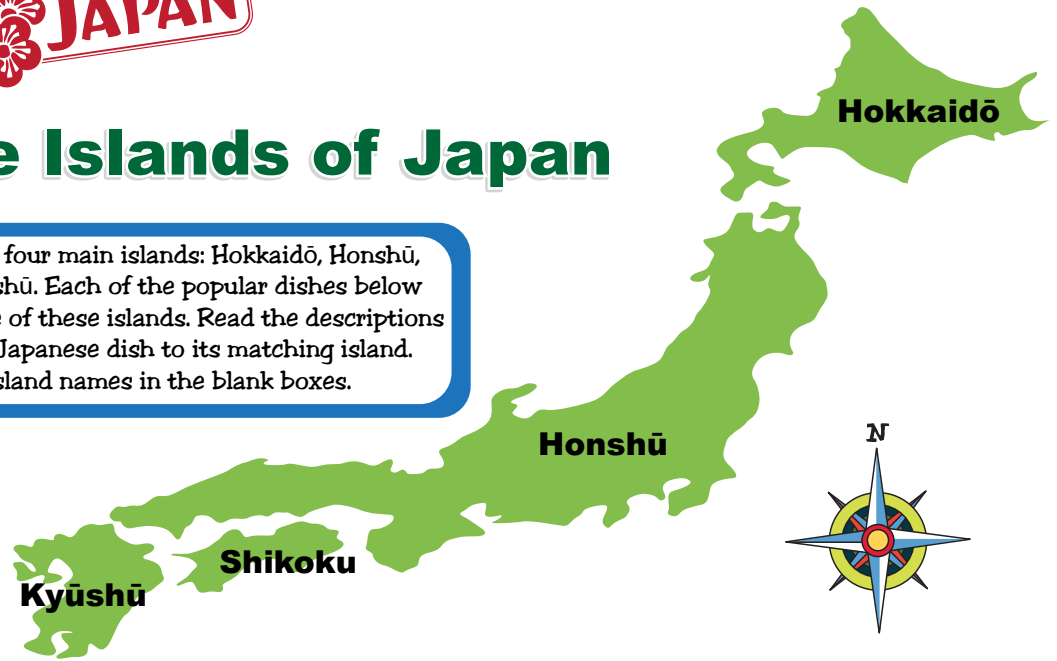 JAPAN
e Islands of Japan
four main islands: Hokkaidō, Honshū,
shū. Each of the popular dishes below
e of these islands. Read the descriptions
Japanese dish to its matching island.
sland names in the blank boxes.
Hokkaidō
Honshū
Shikoku
Kyūshū
N